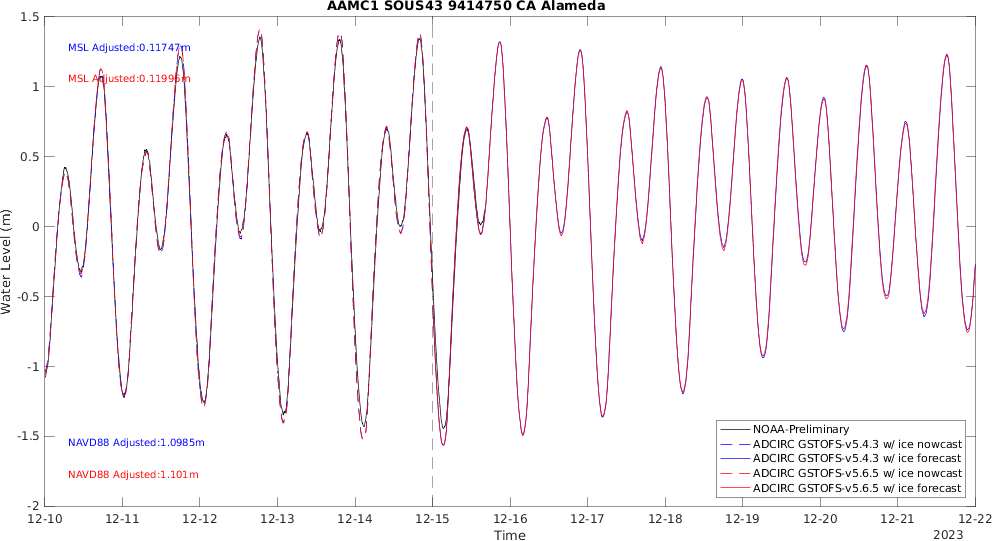 AAMC1 SOUS43 9414750 CA Alameda
1.5
1
0.5
0
-0.5
-1
-1.5
-2
Water Level (m)
MSL Adjusted:0.11747m
MSL Adjusted:0.11995m
NAVD88 Adjusted:1.0985m
NAVD88 Adjusted:1.101m
NOAA-Preliminary
ADCIRC GSTOFS-v5.4.3 w/ ice nowcast
ADCIRC GSTOFS-v5.4.3 w/ ice forecast
ADCIRC GSTOFS-v5.6.5 w/ ice nowcast
ADCIRC GSTOFS-v5.6.5 w/ ice forecast
12-10 12-11 12-12 12-13 12-14 12-15 12-16 12-17 12-18 12-19 12-20 12-21 12-22
Time
2023